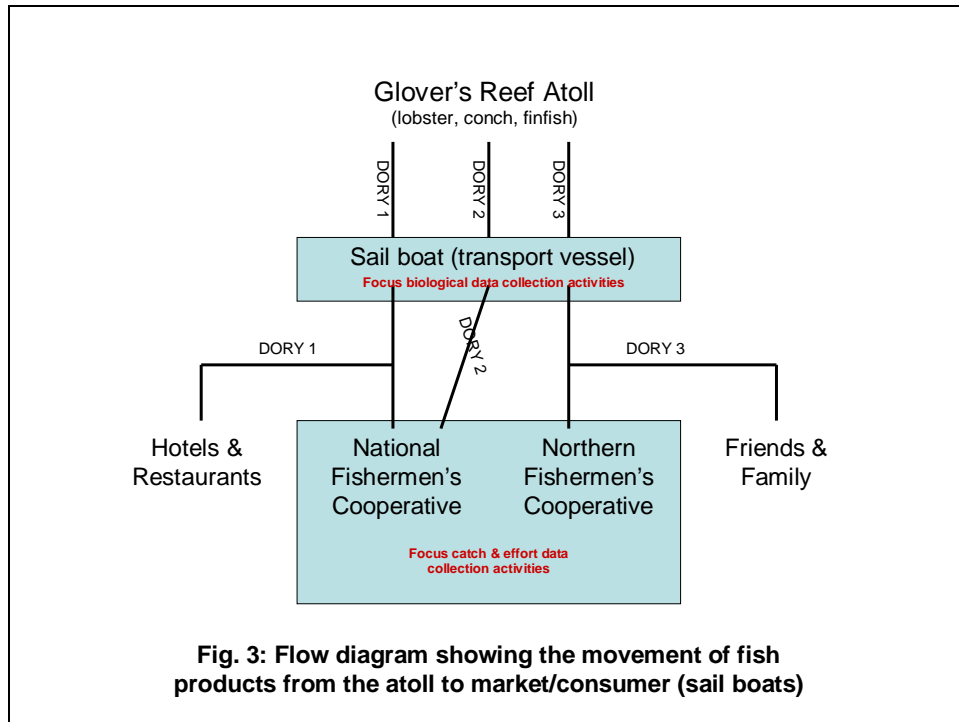 Glover's Reef Atoll
(lobster, conch, finfish)
DORY 1
DORY 2
DORY 3
Sail boat (transport vessel)
Focus biological data collection activities
DORY 1
DORY 2
DORY 3
Hotels &
Restaurants
National
Fishermen's
Cooperative
Northern
Fishermen's
Cooperative
Friends &
Family
Focus catch & effort data
collection activities
Fig. 3: Flow diagram showing the movement of fish
products from the atoll to market/consumer (sail boats)